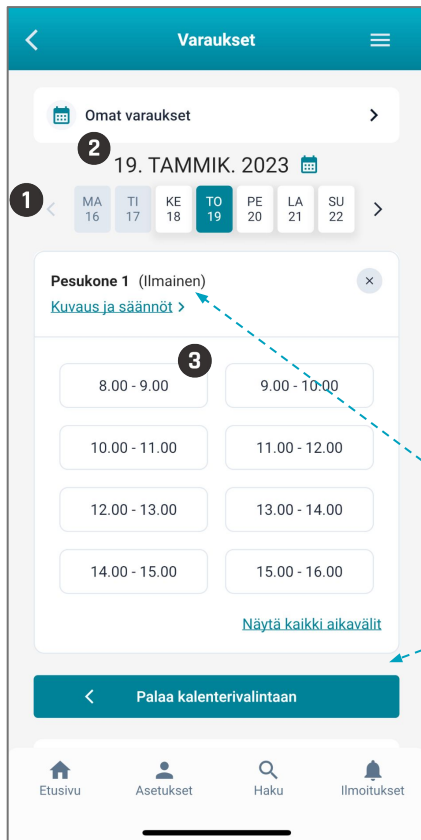 Varaukset
Omat varaukset
2
19. TAMMIK. 2023
1
MA TI KE TO PE LA SU
16 17 18 19 20 21 22
Pesukone 1 (Ilmainen)
Kuvaus ja säännöt
3
8.00 - 9.00 9.00 - 10:00
10.00 - 11.00 11.00 - 12.00
12.00 - 13.00 13.00 - 14.00
14.00 - 15.00 15.00 - 16.00
Näytä kaikki aikavälit
Palaa kalenterivalintaan
Etusivu Asetukset Haku Ilmoitukset